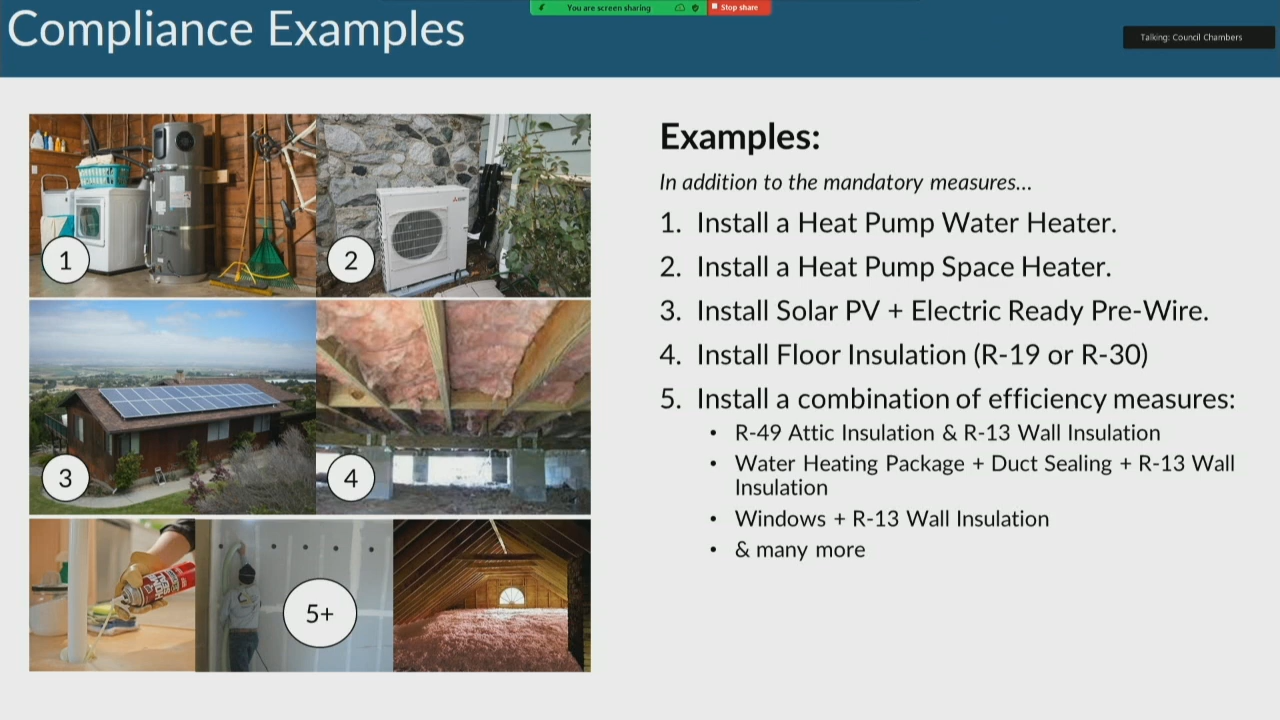 Compliance Examples
You are screen sharing
Stop share
Talking: Council Chambers
1
2
3
4
5+
Examples:
In addition to the mandatory measures...
1. Install a Heat Pump Water Heater.
2. Install a Heat Pump Space Heater.
3. Install Solar PV + Electric Ready Pre-Wire.
4. Install Floor Insulation (R-19 or R-30)
5. Install a combination of efficiency measures:
• R-49 Attic Insulation & R-13 Wall Insulation
• Water Heating Package + Duct Sealing + R-13 Wall
Insulation
• Windows + R-13 Wall Insulation
• & many more